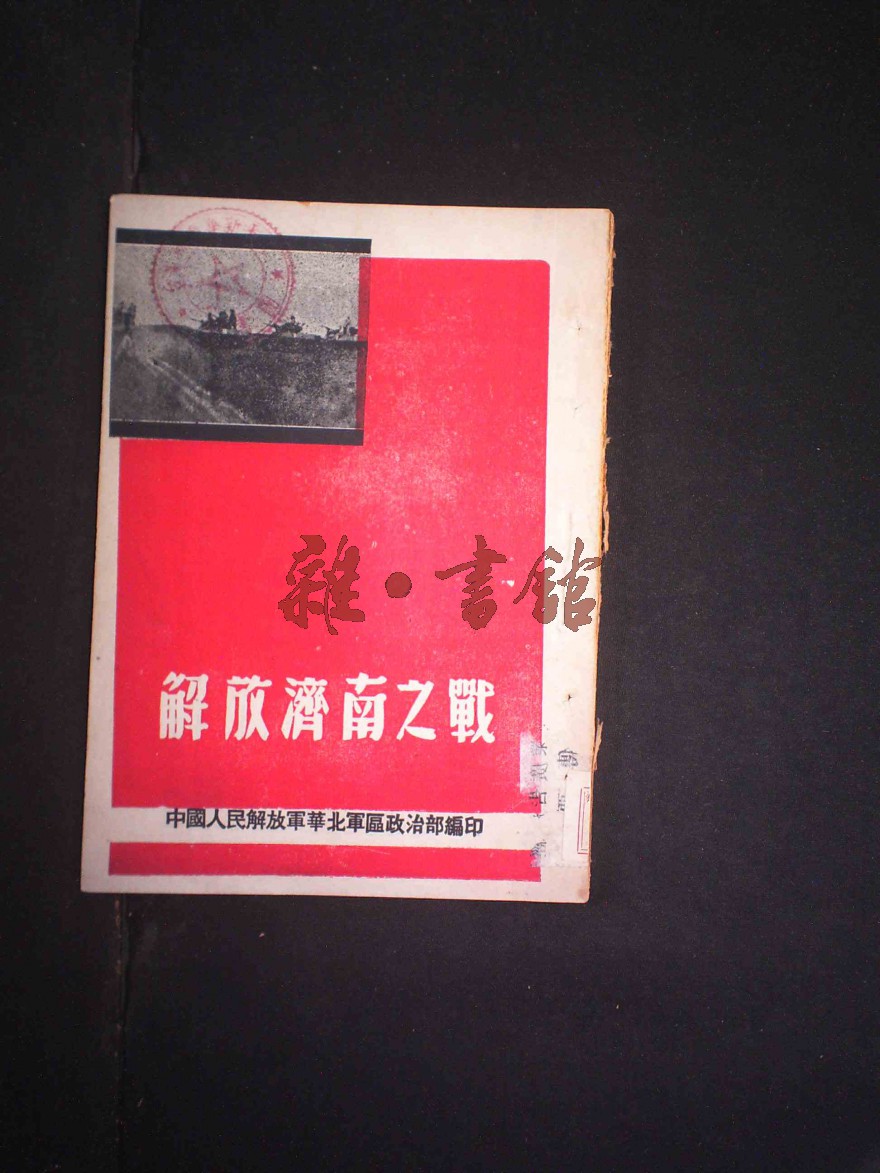 雜·書館
解放濟南之戰
中國人民解放軍華北軍區政治部編印